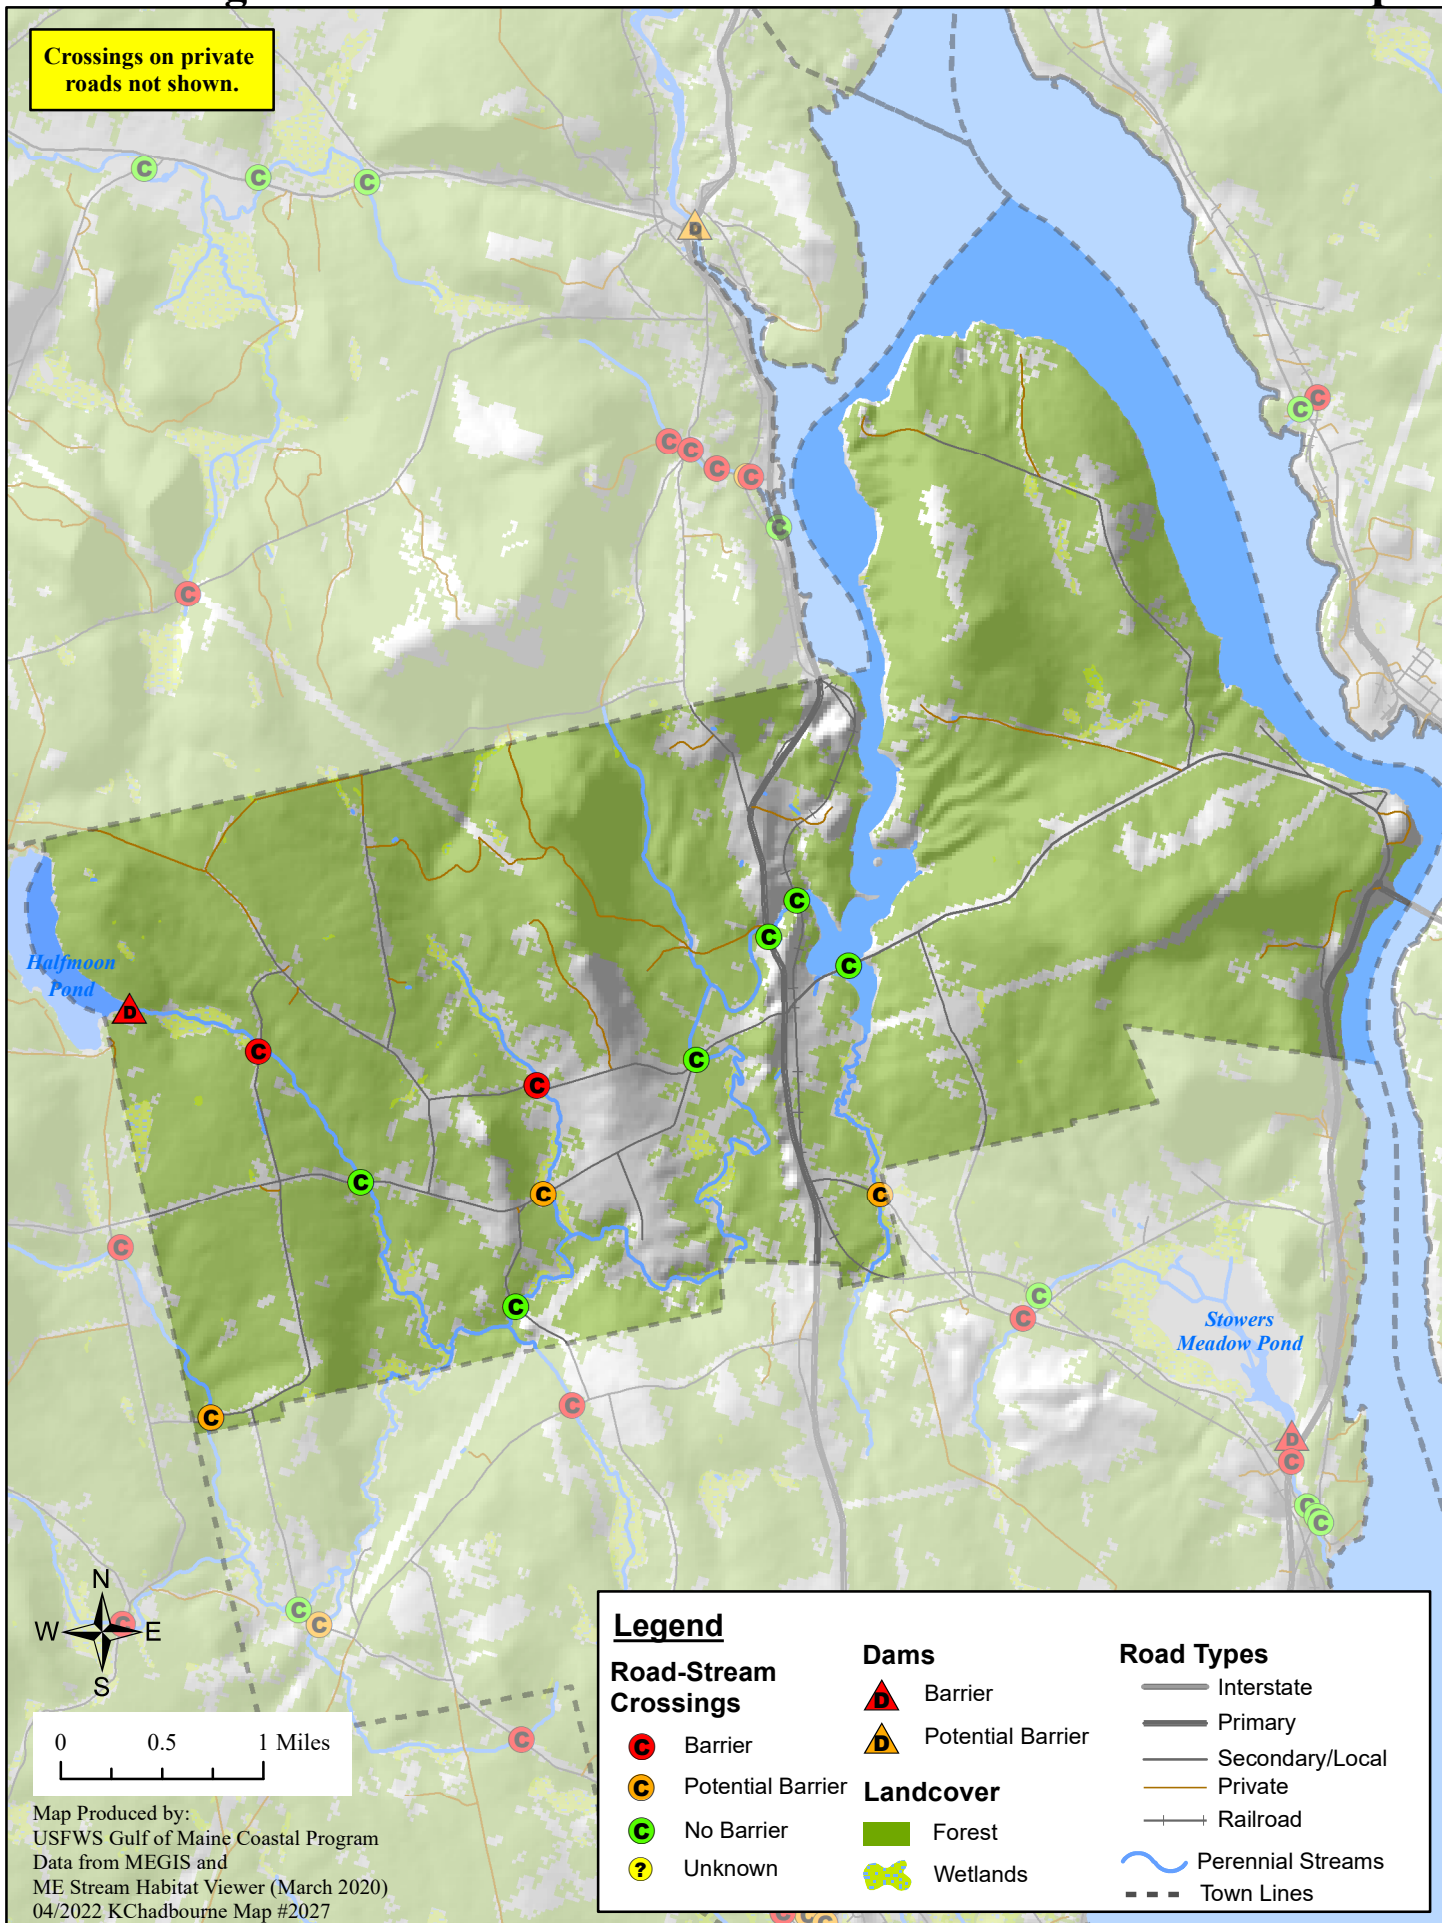 Crossings on private
roads not shown.
Halfmoon
Pond
Stowers
Meadow Pond
N
W E
S
0 0.5 1 Miles
Map Produced by:
USFWS Gulf of Maine Coastal Program
Data from MEGIS and
ME Stream Habitat Viewer (March 2020)
04/2022 KChadbourne Map #2027
Legend
Road-Stream
Crossings
C Barrier
C Potential Barrier
C No Barrier
? Unknown
Dams
D Barrier
D Potential Barrier
Landcover
Forest
Wetlands
Road Types
Interstate
Primary
Secondary/Local
Private
Railroad
Perennial Streams
Town Lines